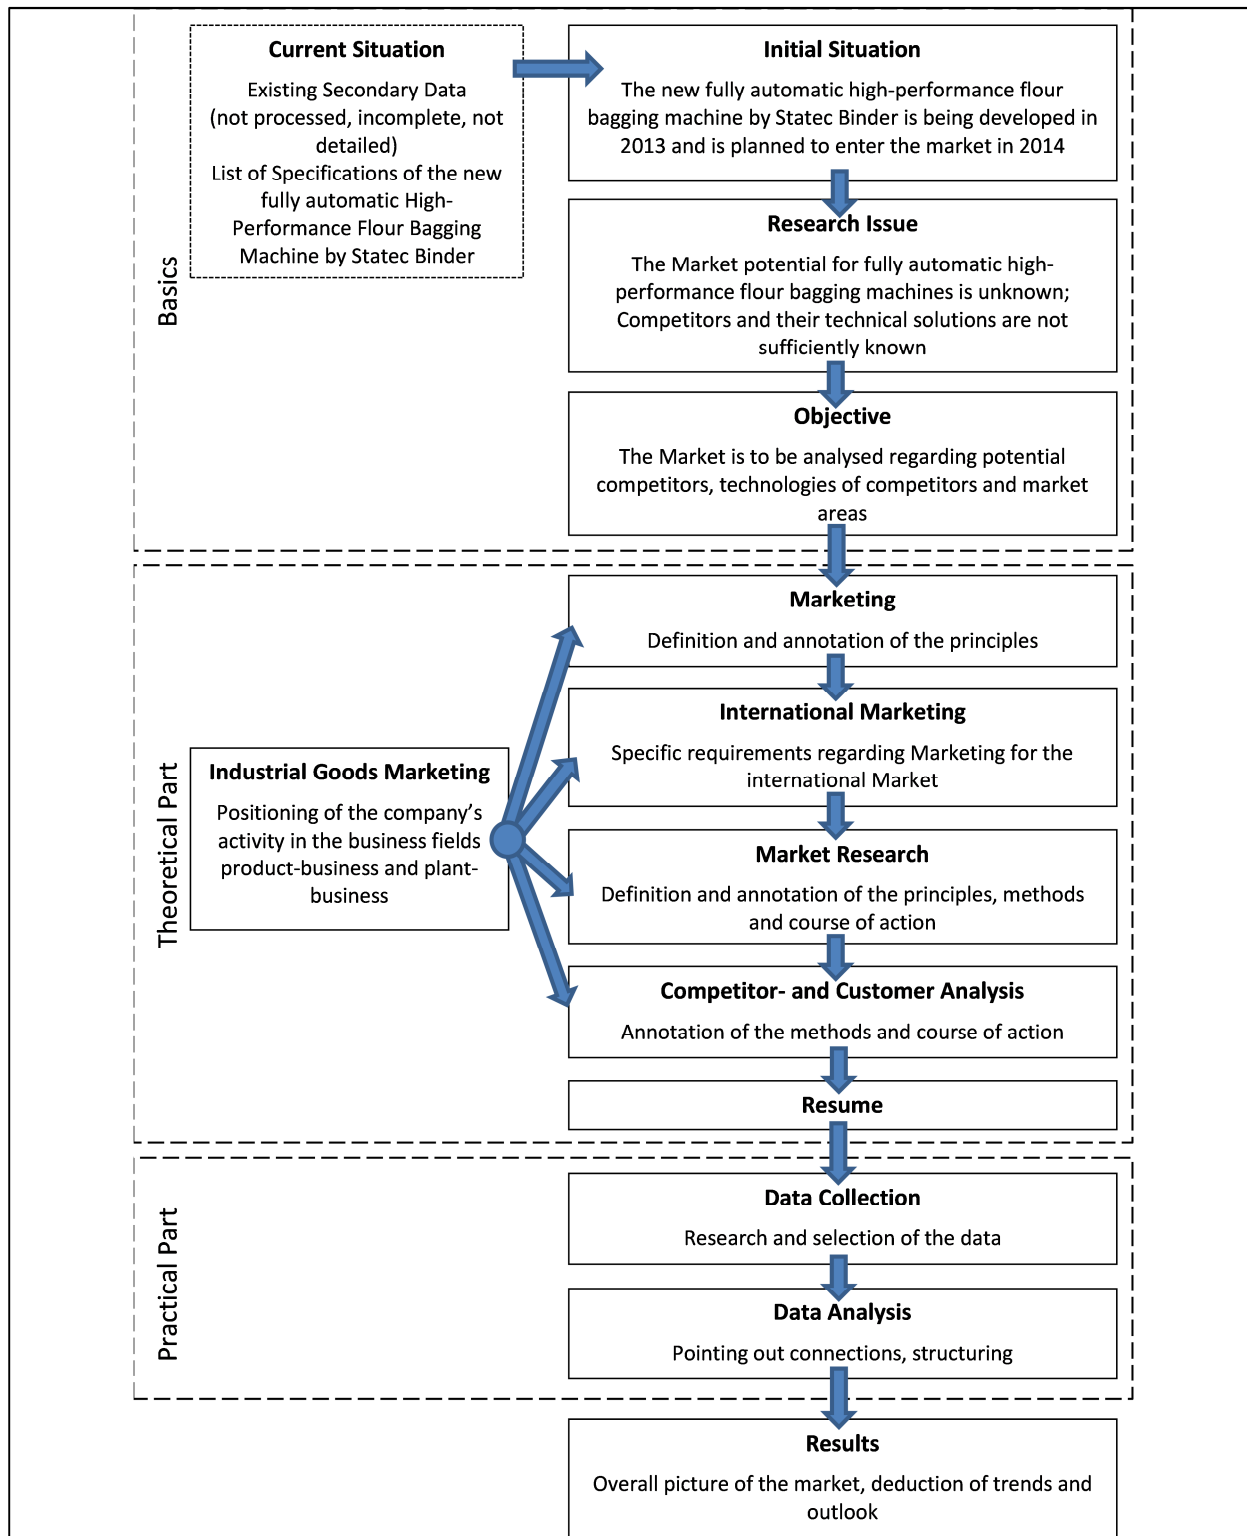 Basics
Current Situation
Existing Secondary Data
(not processed, incomplete, not
detailed)
List of Specifications of the new
fully automatic High-
Performance Flour Bagging
Machine by Statec Binder
Initial Situation
The new fully automatic high-performance flour
bagging machine by Statec Binder is being developed in
2013 and is planned to enter the market in 2014
Research Issue
The Market potential for fully automatic high-
performance flour bagging machines is unknown;
Competitors and their technical solutions are not
sufficiently known
Objective
The Market is to be analysed regarding potential
competitors, technologies of competitors and market
areas
Theoretical Part
Industrial Goods Marketing
Positioning of the company’s
activity in the business fields
product-business and plant-
business
Marketing
Definition and annotation of the principles
International Marketing
Specific requirements regarding Marketing for the
international Market
Market Research
Definition and annotation of the principles, methods
and course of action
Competitor- and Customer Analysis
Annotation of the methods and course of action
Resume
Practical Part
Data Collection
Research and selection of the data
Data Analysis
Pointing out connections, structuring
Results
Overall picture of the market, deduction of trends and
outlook